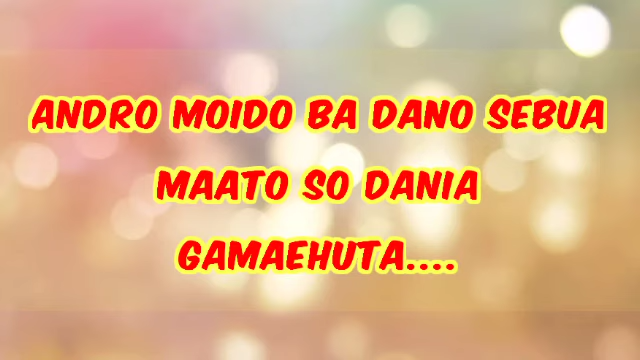 ANDRO MOIDO BA DANO SEBUA
MAATO SO DANIA
GAMAEHUTA....